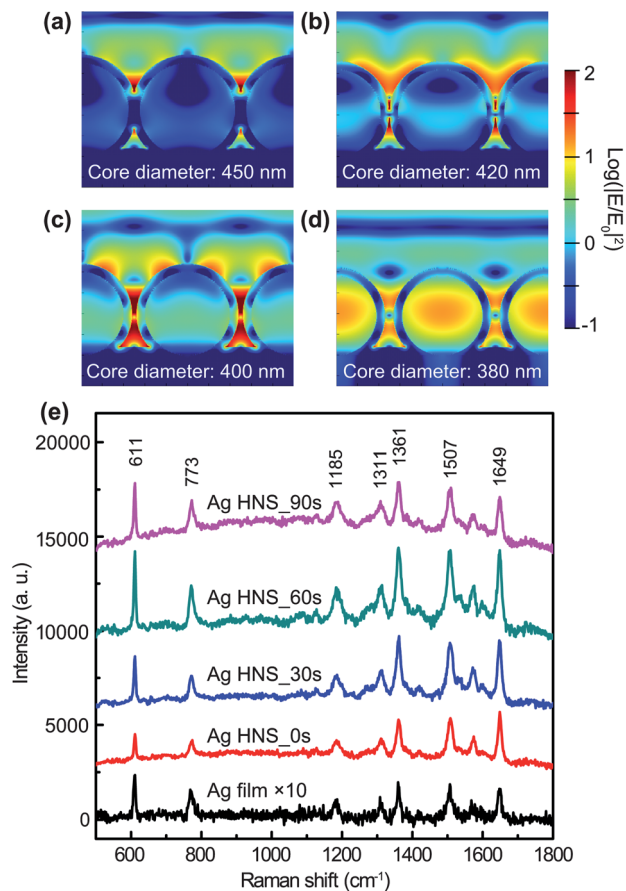 (a)
Core diameter: 450 nm
(b)
Core diameter: 420 nm
(c)
Core diameter: 400 nm
(d)
Core diameter: 380 nm
2
0
-1
Log(|E/E₀|²)
(e)
20000
15000
10000
5000
0
Intensity (a. u.)
611
773
1185
1311
1361
1507
1649
Ag HNS_90s
Ag HNS_60s
Ag HNS_30s
Ag HNS_0s
Ag film ×10
600 800 1000 1200 1400 1600 1800
Raman shift (cm⁻¹)